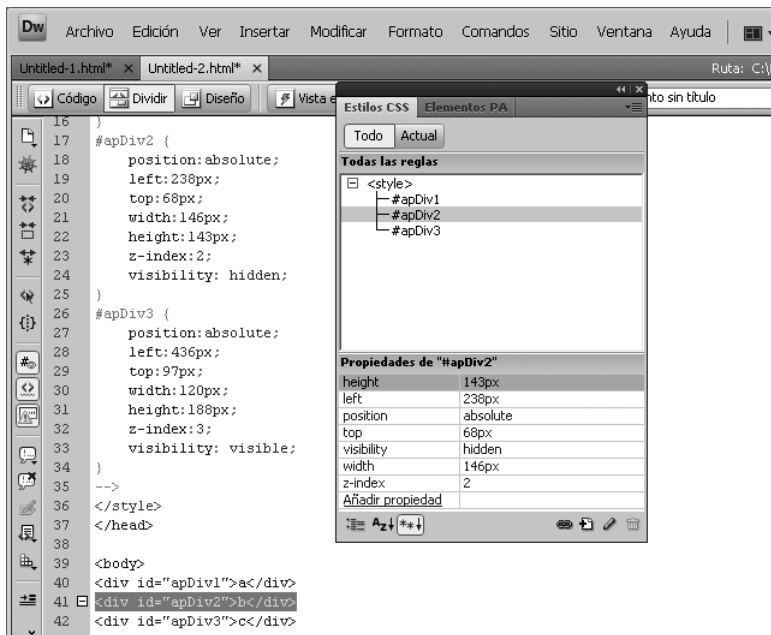 Dw Archivo Edición Ver Insertar Modificar Formato Comandos Sitio Ventana Ayuda
Untitled-1.html* × Untitled-2.html* × Ruta: C:\
Código Dividir Diseño Vista e nto sin título
16 }
17 #apDiv2 {
18 position:absolute;
19 left:238px;
20 top:68px;
21 width:146px;
22 height:143px;
23 z-index:2;
24 visibility: hidden;
25 }
26 #apDiv3 {
27 position:absolute;
28 left:436px;
29 top:97px;
30 width:120px;
31 height:188px;
32 z-index:3;
33 visibility: visible;
34 }
35 -->
36 </style>
37 </head>
38
39 <body>
40 <div id="apDiv1">a</div>
41 <div id="apDiv2">b</div>
42 <div id="apDiv3">c</div>
Estilos CSS Elementos PA
Todo Actual
Todas las reglas
<style>
#apDiv1
#apDiv2
#apDiv3
Propiedades de "#apDiv2"
height 143px
left 238px
position absolute
top 68px
visibility hidden
width 146px
z-index 2
Añadir propiedad
Az↓ **↓